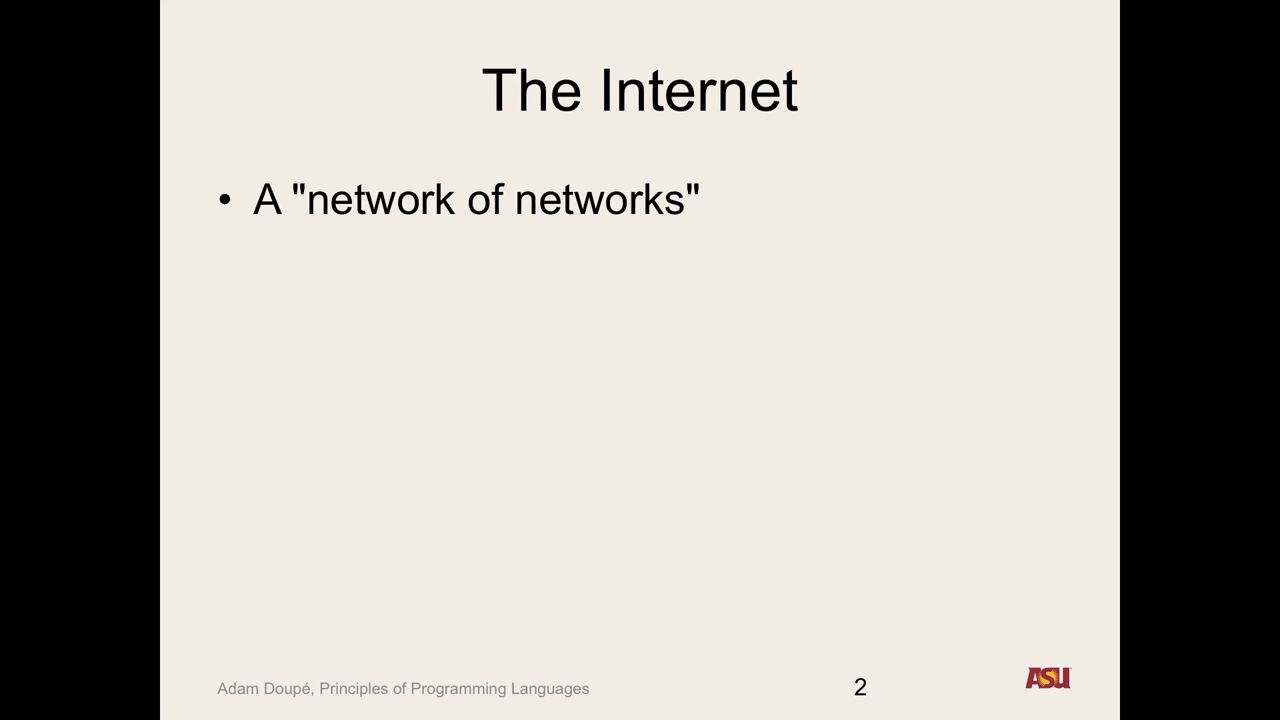 The Internet
• A "network of networks"
Adam Doupé, Principles of Programming Languages
2
ASU